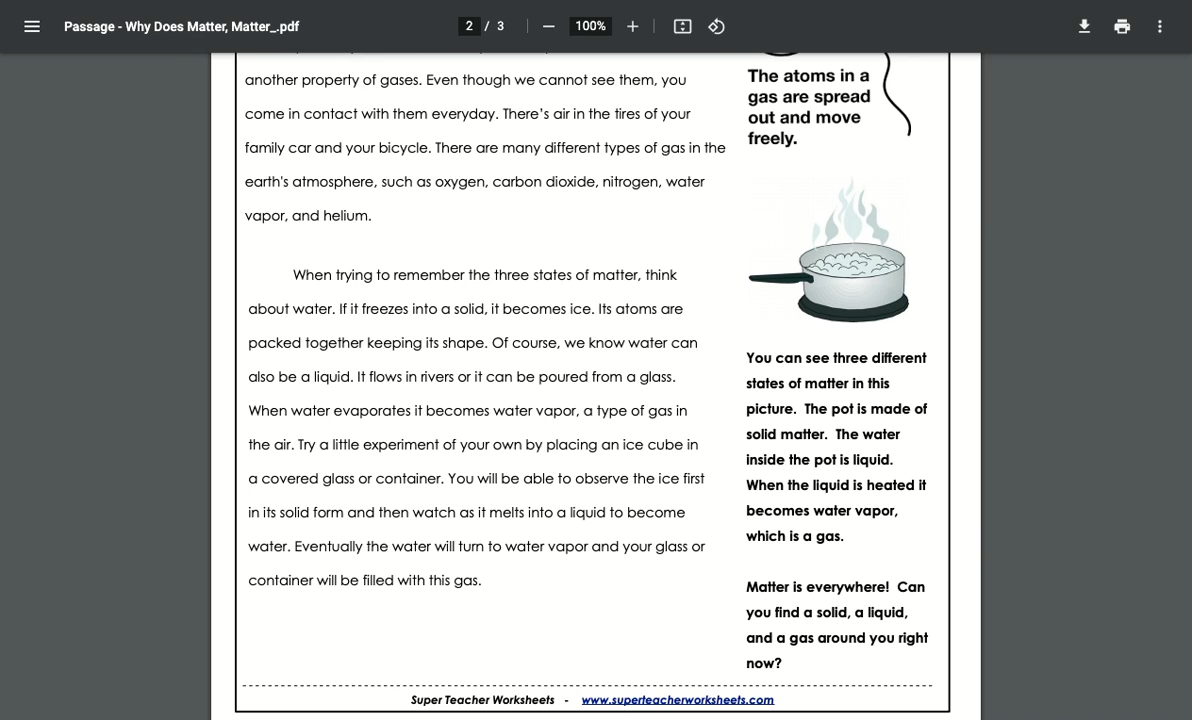 Passage - Why Does Matter, Matter_.pdf
2 / 3
100%
another property of gases. Even though we cannot see them, you
come in contact with them everyday. There's air in the tires of your
family car and your bicycle. There are many different types of gas in the
earth's atmosphere, such as oxygen, carbon dioxide, nitrogen, water
vapor, and helium.
When trying to remember the three states of matter, think
about water. If it freezes into a solid, it becomes ice. Its atoms are
packed together keeping its shape. Of course, we know water can
also be a liquid. It flows in rivers or it can be poured from a glass.
When water evaporates it becomes water vapor, a type of gas in
the air. Try a little experiment of your own by placing an ice cube in
a covered glass or container. You will be able to observe the ice first
in its solid form and then watch as it melts into a liquid to become
water. Eventually the water will turn to water vapor and your glass or
container will be filled with this gas.
The atoms in a
gas are spread
out and move
freely.
You can see three different
states of matter in this
picture. The pot is made of
solid matter. The water
inside the pot is liquid.
When the liquid is heated it
becomes water vapor,
which is a gas.
Matter is everywhere! Can
you find a solid, a liquid,
and a gas around you right
now?
Super Teacher Worksheets - www.superteacherworksheets.com